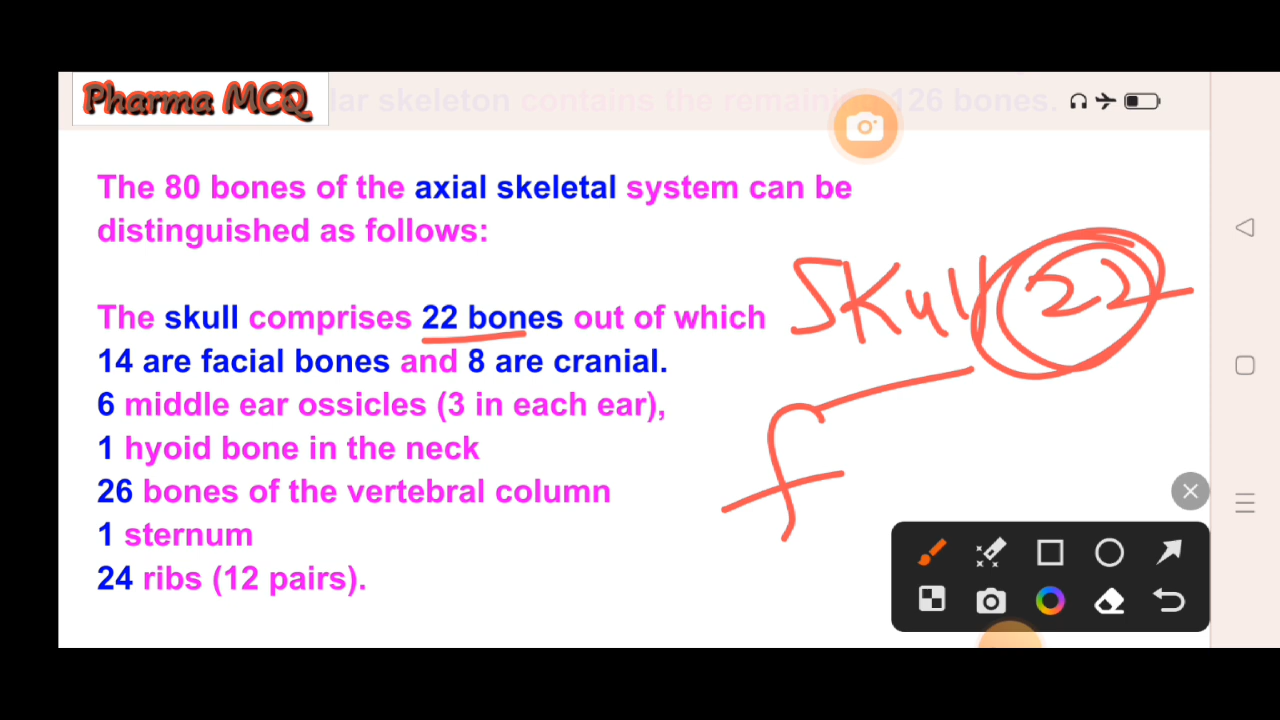 Pharma MCQ
lar skeleton contains the remaining 126 bones.
The 80 bones of the axial skeletal system can be
distinguished as follows:
The skull comprises 22 bones out of which
14 are facial bones and 8 are cranial.
6 middle ear ossicles (3 in each ear),
1 hyoid bone in the neck
26 bones of the vertebral column
1 sternum
24 ribs (12 pairs).
Skull 22
f